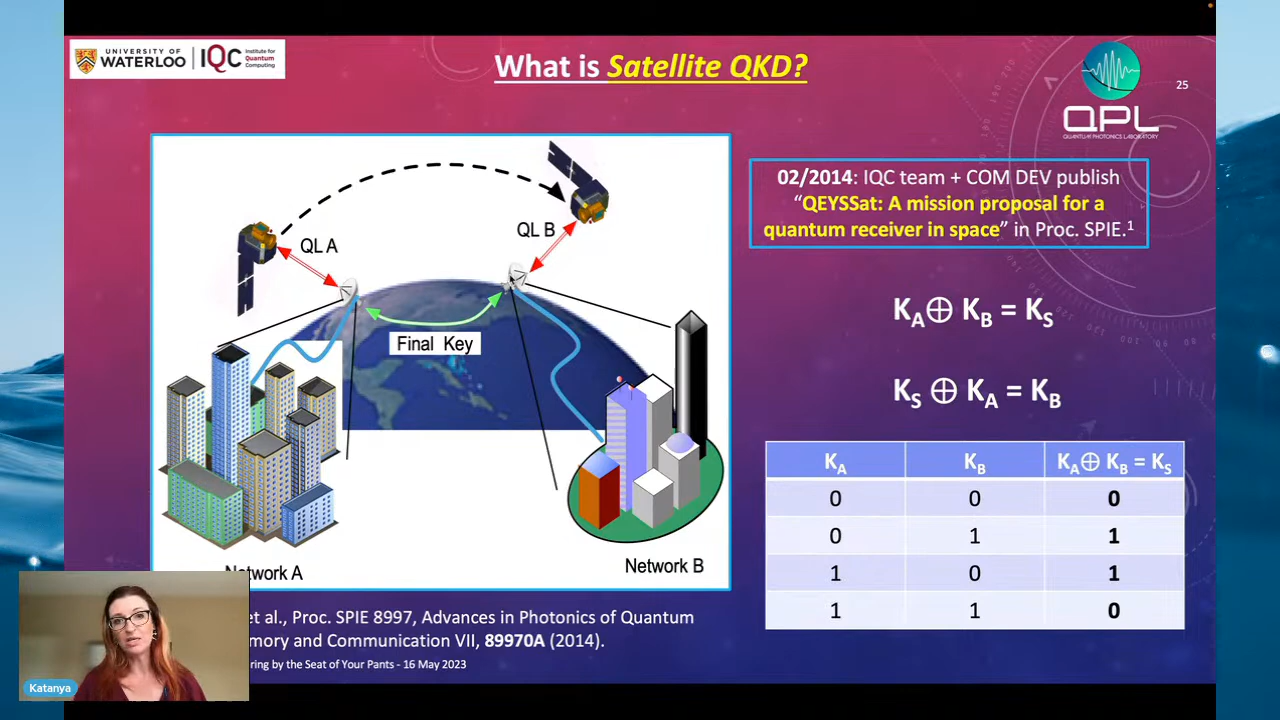 UNIVERSITY OF
WATERLOO
IQC
Institute for
Quantum
Computing
What is Satellite QKD?
QPL
QUANTUM PHOTONICS LABORATORY
25
QL A
QL B
Final Key
Network A
Network B
02/2014: IQC team + COM DEV publish
“QEYSSat: A mission proposal for a
quantum receiver in space” in Proc. SPIE.¹
K_A ⊕ K_B = K_S
K_S ⊕ K_A = K_B
K_A K_B K_A ⊕ K_B = K_S
0 0 0
0 1 1
1 0 1
1 1 0
et al., Proc. SPIE 8997, Advances in Photonics of Quantum
mory and Communication VII, 89970A (2014).
ring by the Seat of Your Pants - 16 May 2023
Katanya